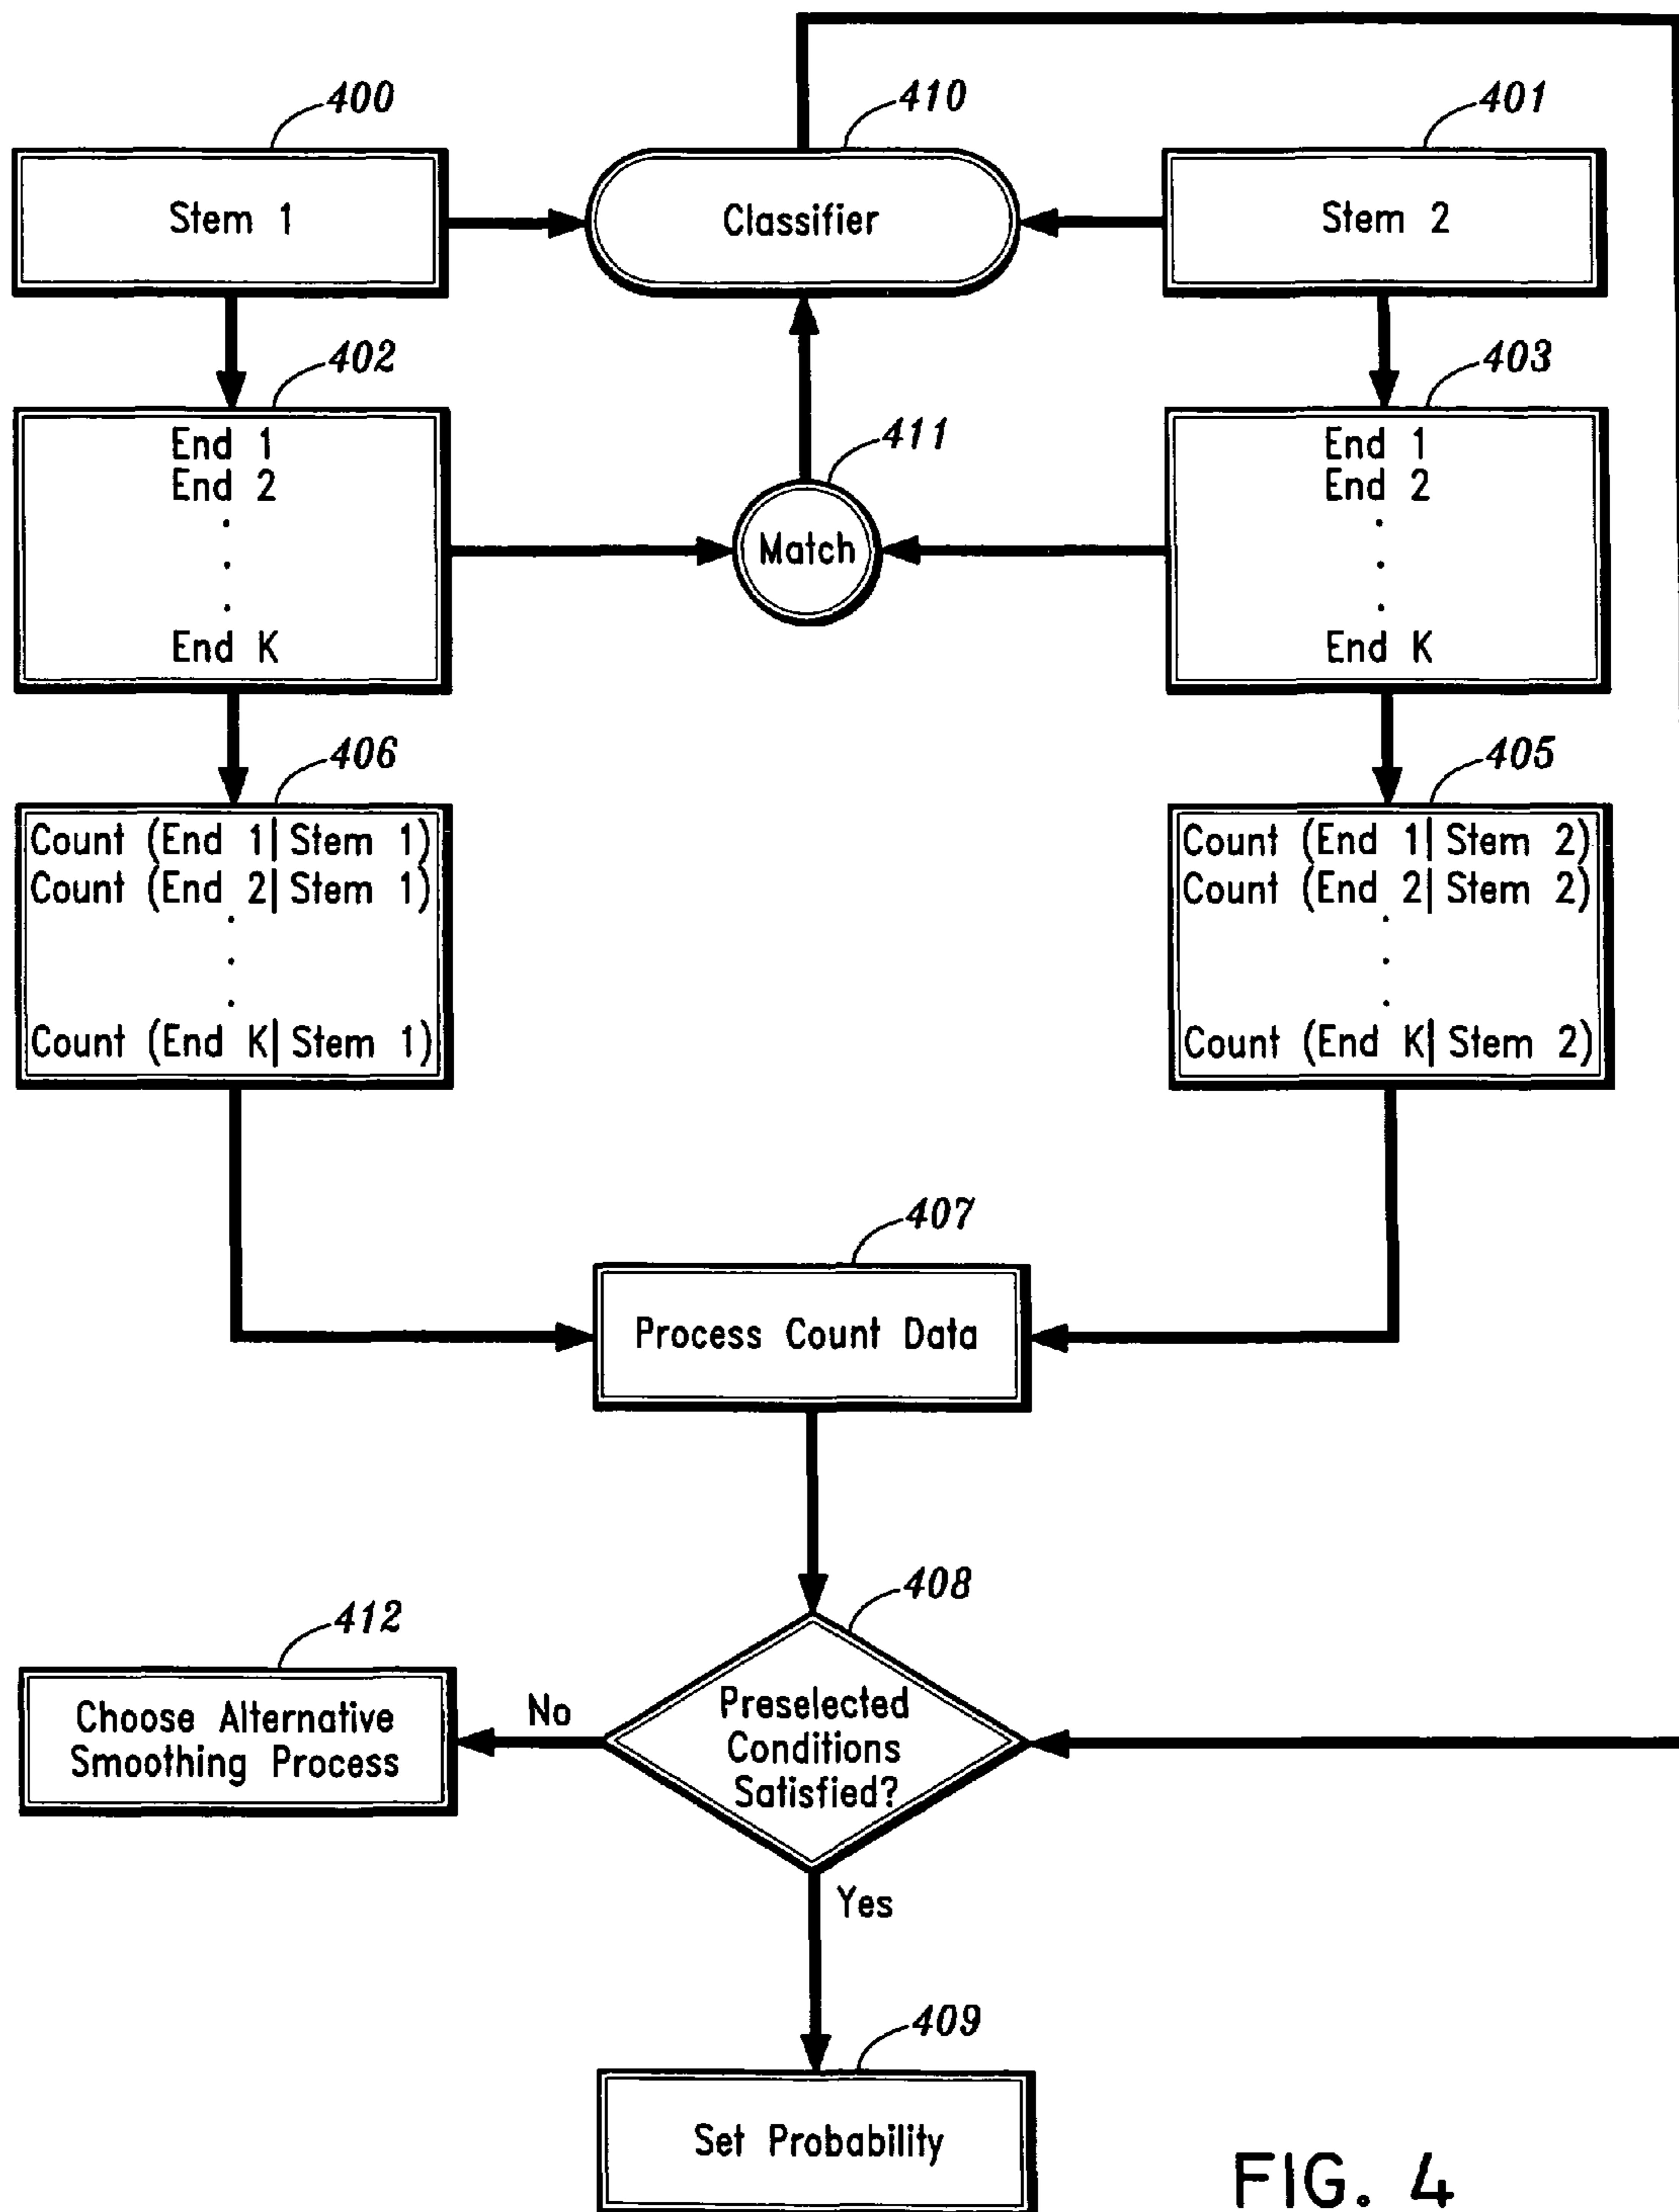 400
410
401
Stem 1
Classifier
Stem 2
402
403
End 1
End 2
.
.
.
End K
411
Match
End 1
End 2
.
.
.
End K
406
405
Count (End 1| Stem 1)
Count (End 2| Stem 1)
.
.
.
Count (End K| Stem 1)
Count (End 1| Stem 2)
Count (End 2| Stem 2)
.
.
.
Count (End K| Stem 2)
407
Process Count Data
408
412
Choose Alternative
Smoothing Process
No
Preselected
Conditions
Satisfied?
Yes
409
Set Probability
FIG. 4